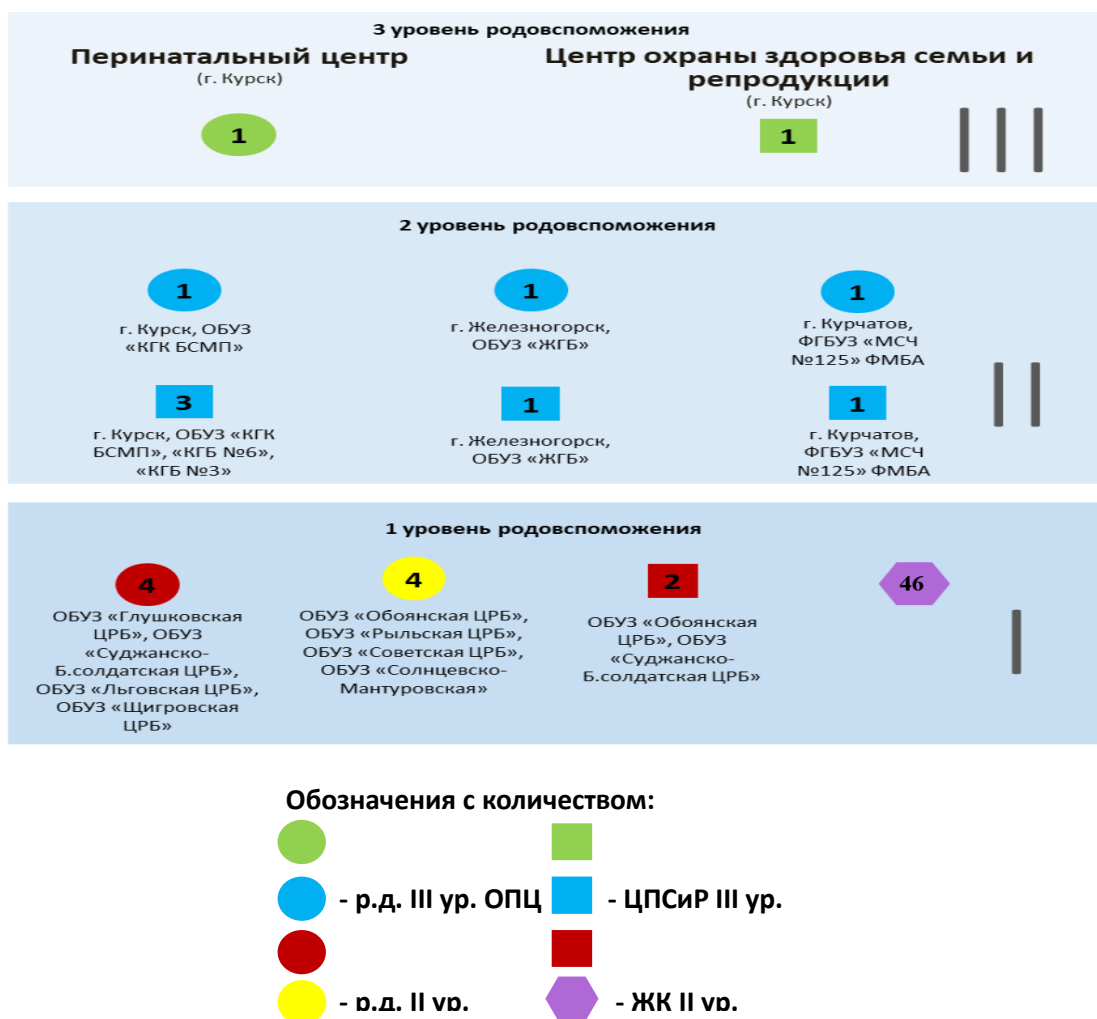 3 уровень родовспоможения
Перинатальный центр
(г. Курск)
1
Центр охраны здоровья семьи и
репродукции
(г. Курск)
1
2 уровень родовспоможения
1
г. Курск, ОБУЗ
«КГК БСМП»
1
г. Железногорск,
ОБУЗ «ЖГБ»
1
г. Курчатов,
ФГБУЗ «МСЧ
№125» ФМБА
3
г. Курск, ОБУЗ «КГК
БСМП», «КГБ №6»,
«КГБ №3»
1
г. Железногорск,
ОБУЗ «ЖГБ»
1
г. Курчатов,
ФГБУЗ «МСЧ
№125» ФМБА
1 уровень родовспоможения
4
ОБУЗ «Глушковская
ЦРБ», ОБУЗ
«Суджанско-
Б.солдатская ЦРБ»,
ОБУЗ «Льговская ЦРБ»,
ОБУЗ «Щигровская
ЦРБ»
4
ОБУЗ «Обоянская ЦРБ»,
ОБУЗ «Рыльская ЦРБ»,
ОБУЗ «Советская ЦРБ»,
ОБУЗ «Солнцевско-
Мантуровская»
2
ОБУЗ «Обоянская
ЦРБ», ОБУЗ
«Суджанско-
Б.солдатская ЦРБ»
46
Обозначения с количеством:
- р.д. III ур. ОПЦ
- ЦПСиР III ур.
- р.д. II ур.
- ЖК II ур.